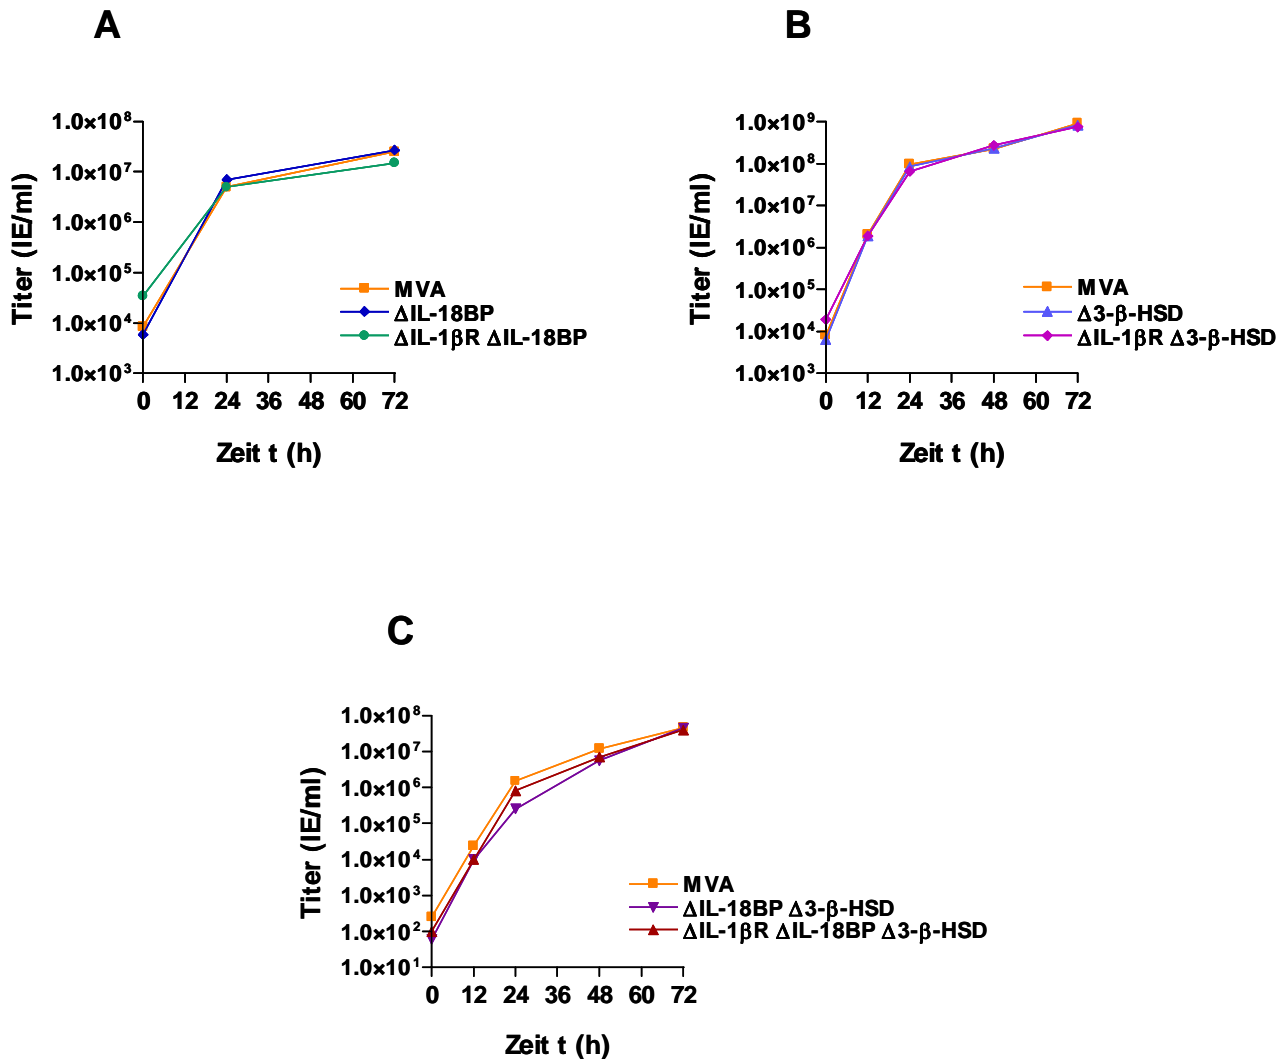 A
1.0×10⁸
1.0×10⁷
1.0×10⁶
1.0×10⁵
1.0×10⁴
1.0×10³
Titer (IE/ml)
0 12 24 36 48 60 72
Zeit t (h)
MVA
ΔIL-18BP
ΔIL-1βR ΔIL-18BP
B
1.0×10⁹
1.0×10⁸
1.0×10⁷
1.0×10⁶
1.0×10⁵
1.0×10⁴
1.0×10³
Titer (IE/ml)
0 12 24 36 48 60 72
Zeit t (h)
MVA
Δ3-β-HSD
ΔIL-1βR Δ3-β-HSD
C
1.0×10⁸
1.0×10⁷
1.0×10⁶
1.0×10⁵
1.0×10⁴
1.0×10³
1.0×10²
1.0×10¹
Titer (IE/ml)
0 12 24 36 48 60 72
Zeit t (h)
MVA
ΔIL-18BP Δ3-β-HSD
ΔIL-1βR ΔIL-18BP Δ3-β-HSD